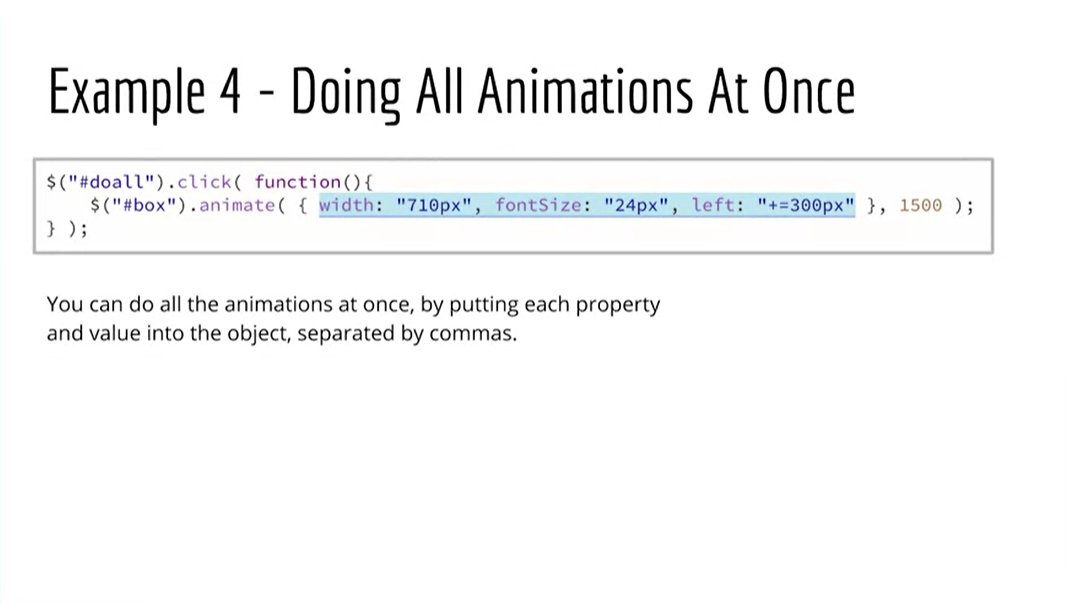 Example 4 - Doing All Animations At Once
$("#doall").click( function(){
    $("#box").animate( { width: "710px", fontSize: "24px", left: "+=300px" }, 1500 );
} );
You can do all the animations at once, by putting each property
and value into the object, separated by commas.